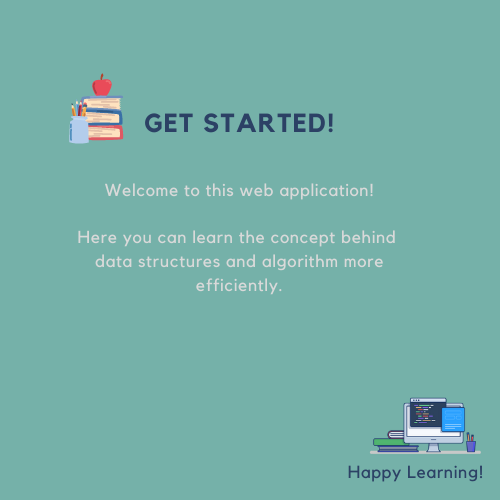 GET STARTED!
Welcome to this web application!
Here you can learn the concept behind
data structures and algorithm more
efficiently.
Happy Learning!